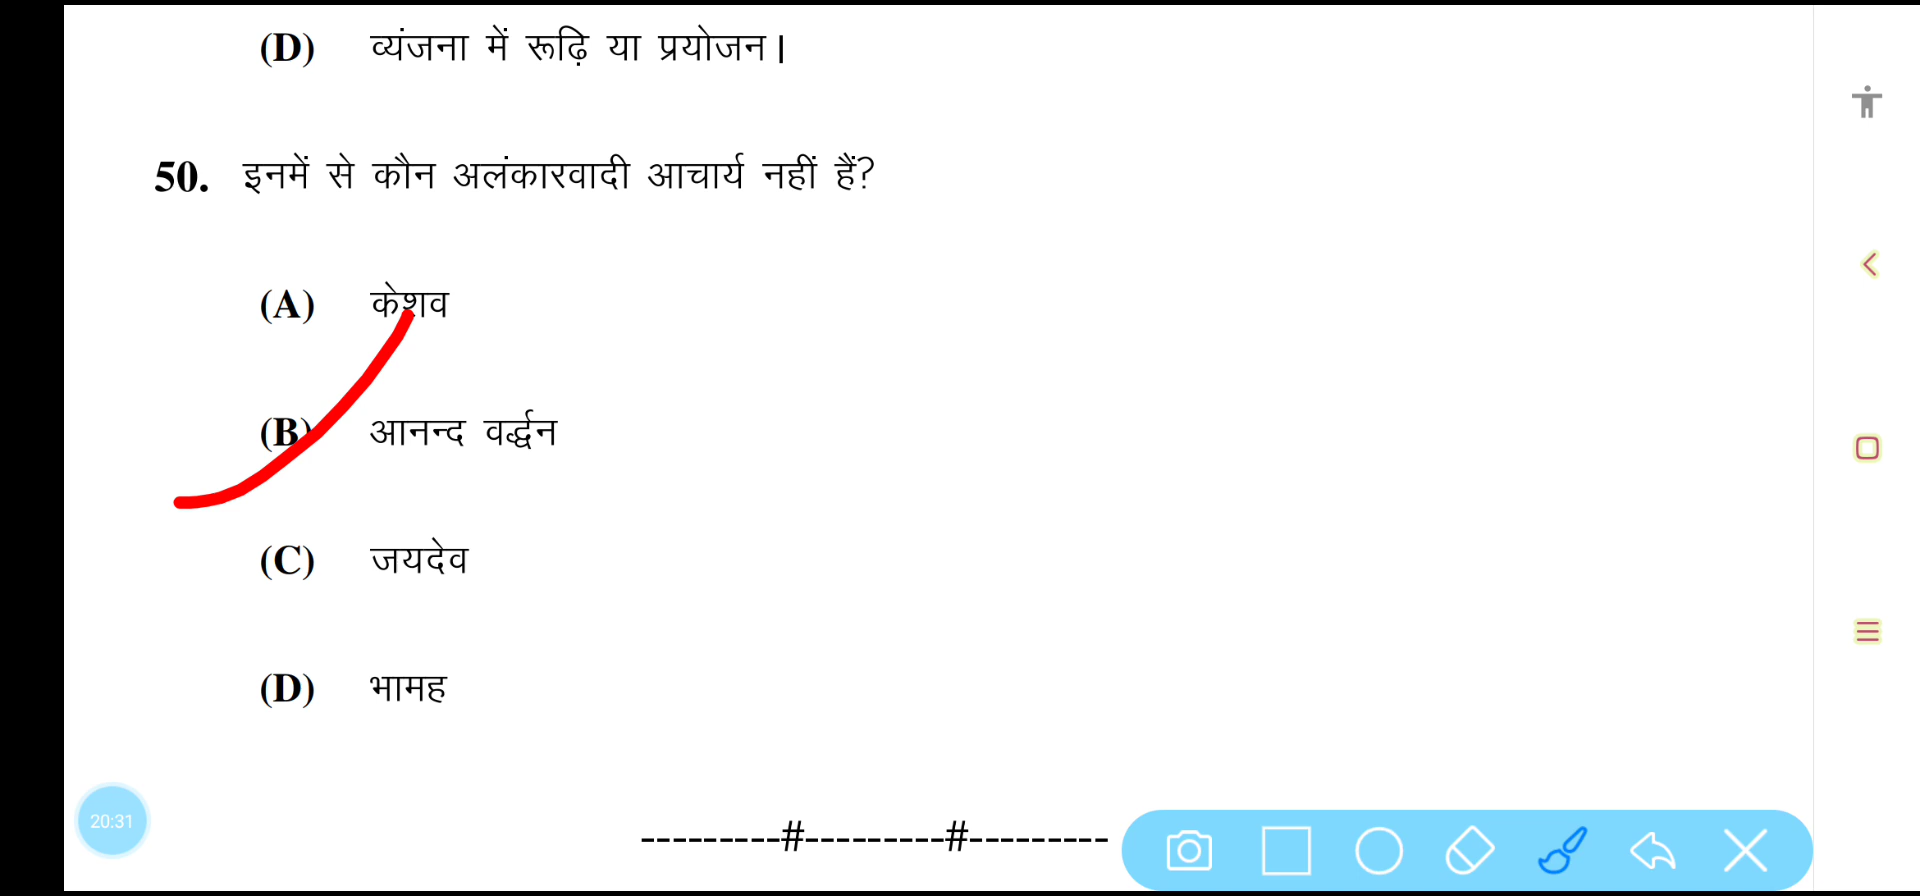 (D) व्यंजना में रूढ़ि या प्रयोजन।
50. इनमें से कौन अलंकारवादी आचार्य नहीं हैं?
(A) केशव
(B) आनन्द वर्द्धन
(C) जयदेव
(D) भामह
---------#---------#---------
20:31